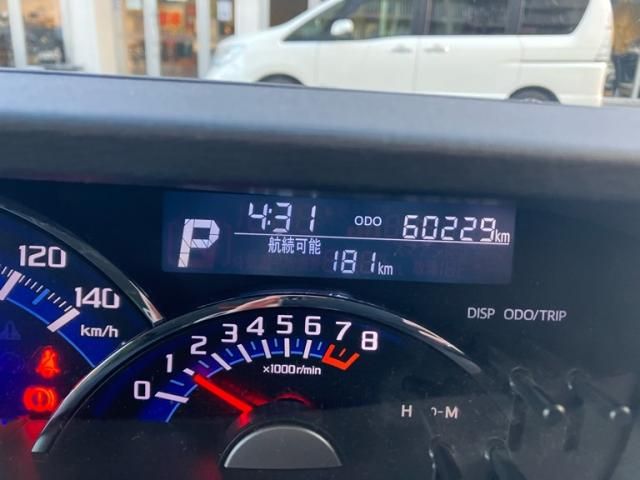 4:31 ODO 60229km
P
航続可能
181km
DISP ODO/TRIP
120
140
km/h
0 1 2 3 4 5 6 7 8
×1000r/min
H
-M